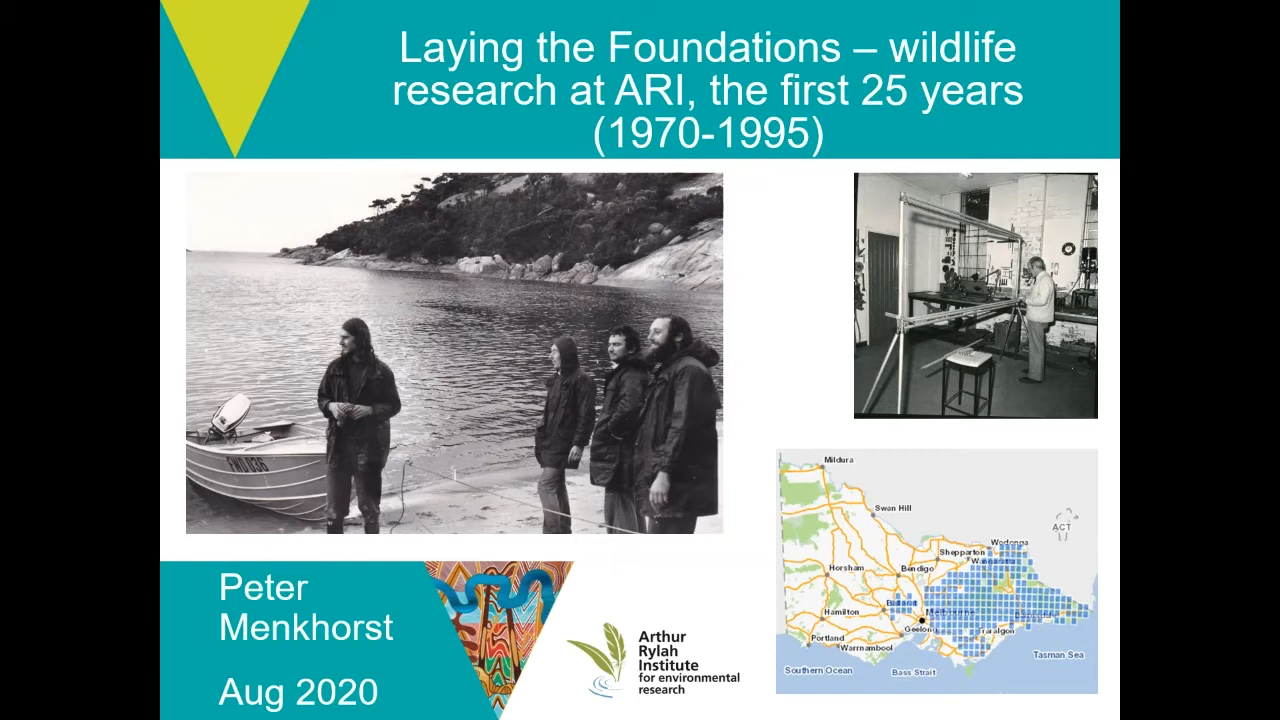 Laying the Foundations – wildlife
research at ARI, the first 25 years
(1970-1995)
Peter
Menkhorst
Aug 2020
Arthur
Rylah
Institute
for environmental
research
Mildura
Swan Hill
ACT
Wodonga
Shepparton
Horsham
Bendigo
Hamilton
Melbourne
Geelong
Traralgon
Portland
Warrnambool
Tasman Sea
Southern Ocean
Bass Strait